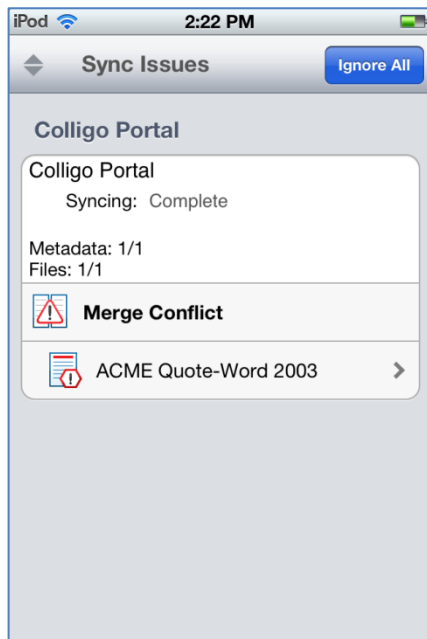 iPod 2:22 PM
Sync Issues Ignore All
Colligo Portal
Colligo Portal
Syncing: Complete
Metadata: 1/1
Files: 1/1
Merge Conflict
ACME Quote-Word 2003